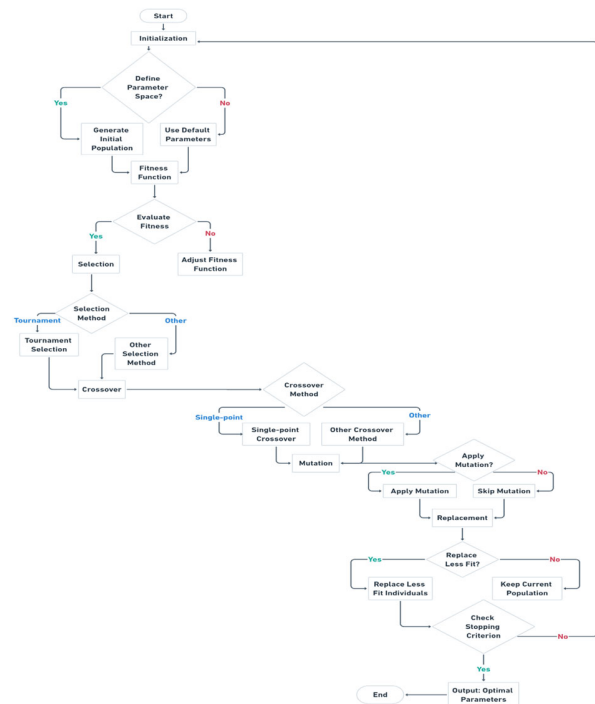 Start
Initialization
Define
Parameter
Space?
Yes
No
Generate
Initial
Population
Use Default
Parameters
Fitness
Function
Evaluate
Fitness
Yes
No
Selection
Adjust Fitness
Function
Selection
Method
Tournament
Other
Tournament
Selection
Other
Selection
Method
Crossover
Crossover
Method
Single-point
Other
Single-point
Crossover
Other Crossover
Method
Mutation
Apply
Mutation?
Yes
No
Apply Mutation
Skip Mutation
Replacement
Replace
Less Fit?
Yes
No
Replace Less
Fit Individuals
Keep Current
Population
Check
Stopping
Criterion
No
Yes
Output: Optimal
Parameters
End